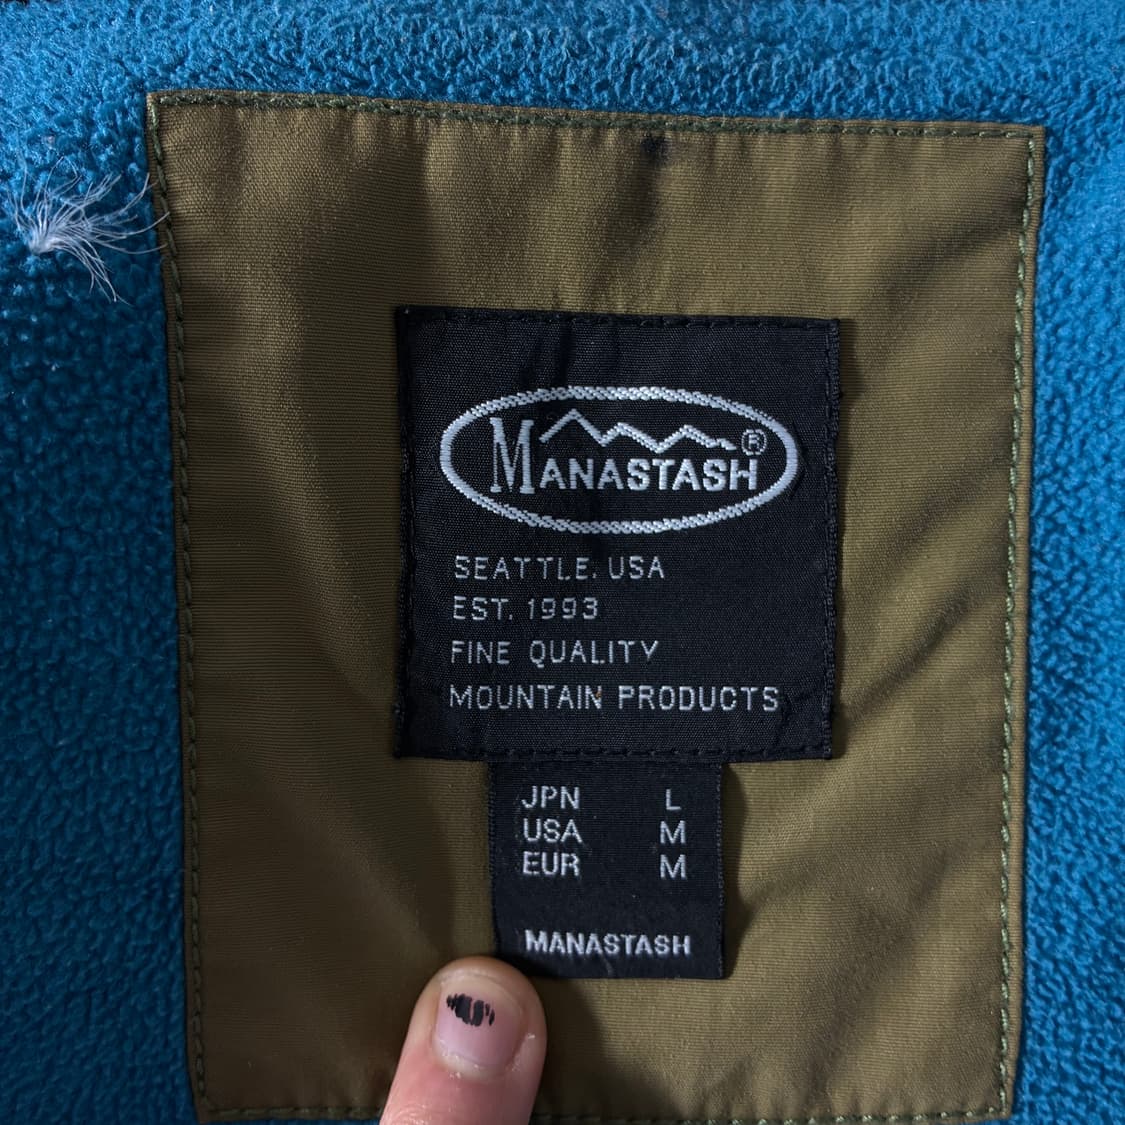 MANASTASH®
SEATTLE, USA
EST. 1993
FINE QUALITY
MOUNTAIN PRODUCTS
JPN L
USA M
EUR M
MANASTASH